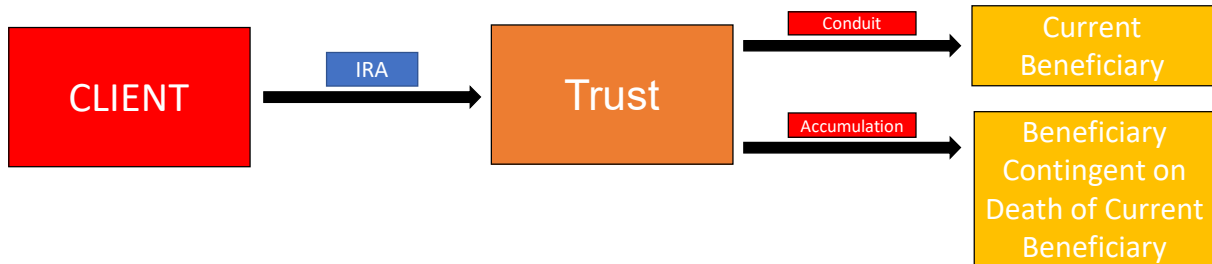 CLIENT
IRA
Trust
Conduit
Current
Beneficiary
Accumulation
Beneficiary
Contingent on
Death of Current
Beneficiary